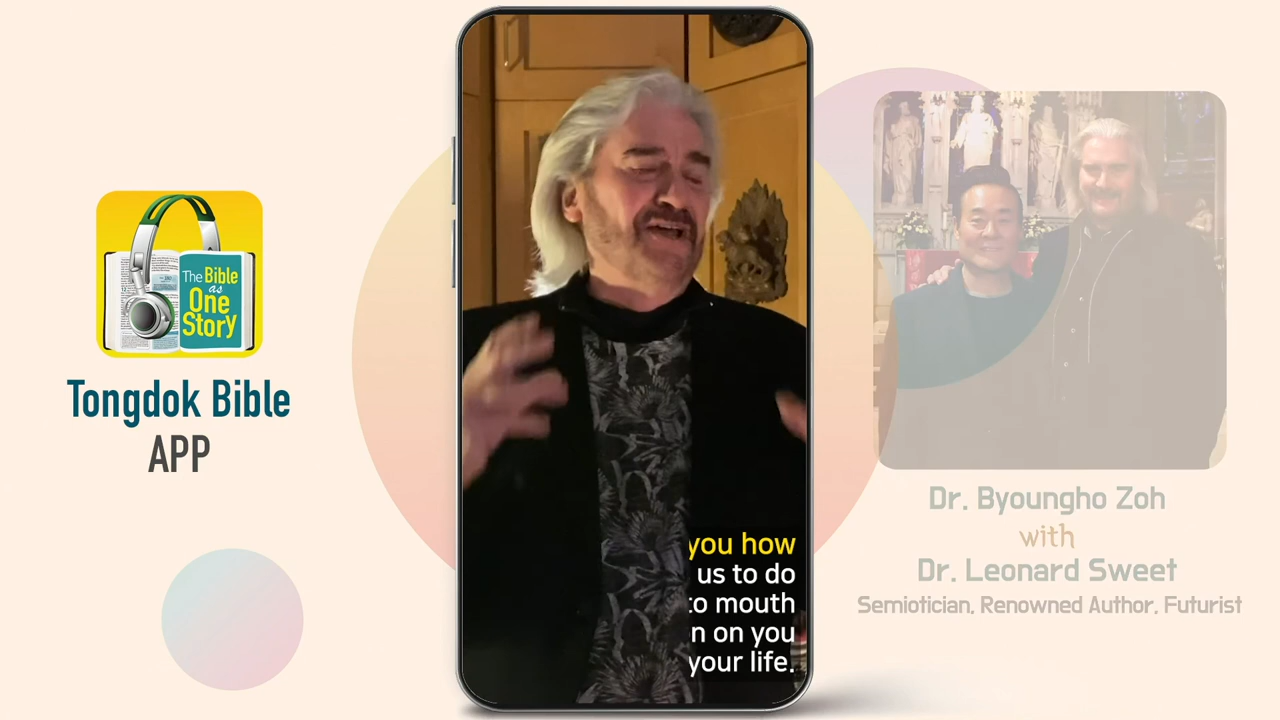 The Bible
as
One
Story
Tongdok Bible
APP
you how
us to do
to mouth
n on you
your life.
Dr. Byoungho Zoh
with
Dr. Leonard Sweet
Semiotician, Renowned Author, Futurist